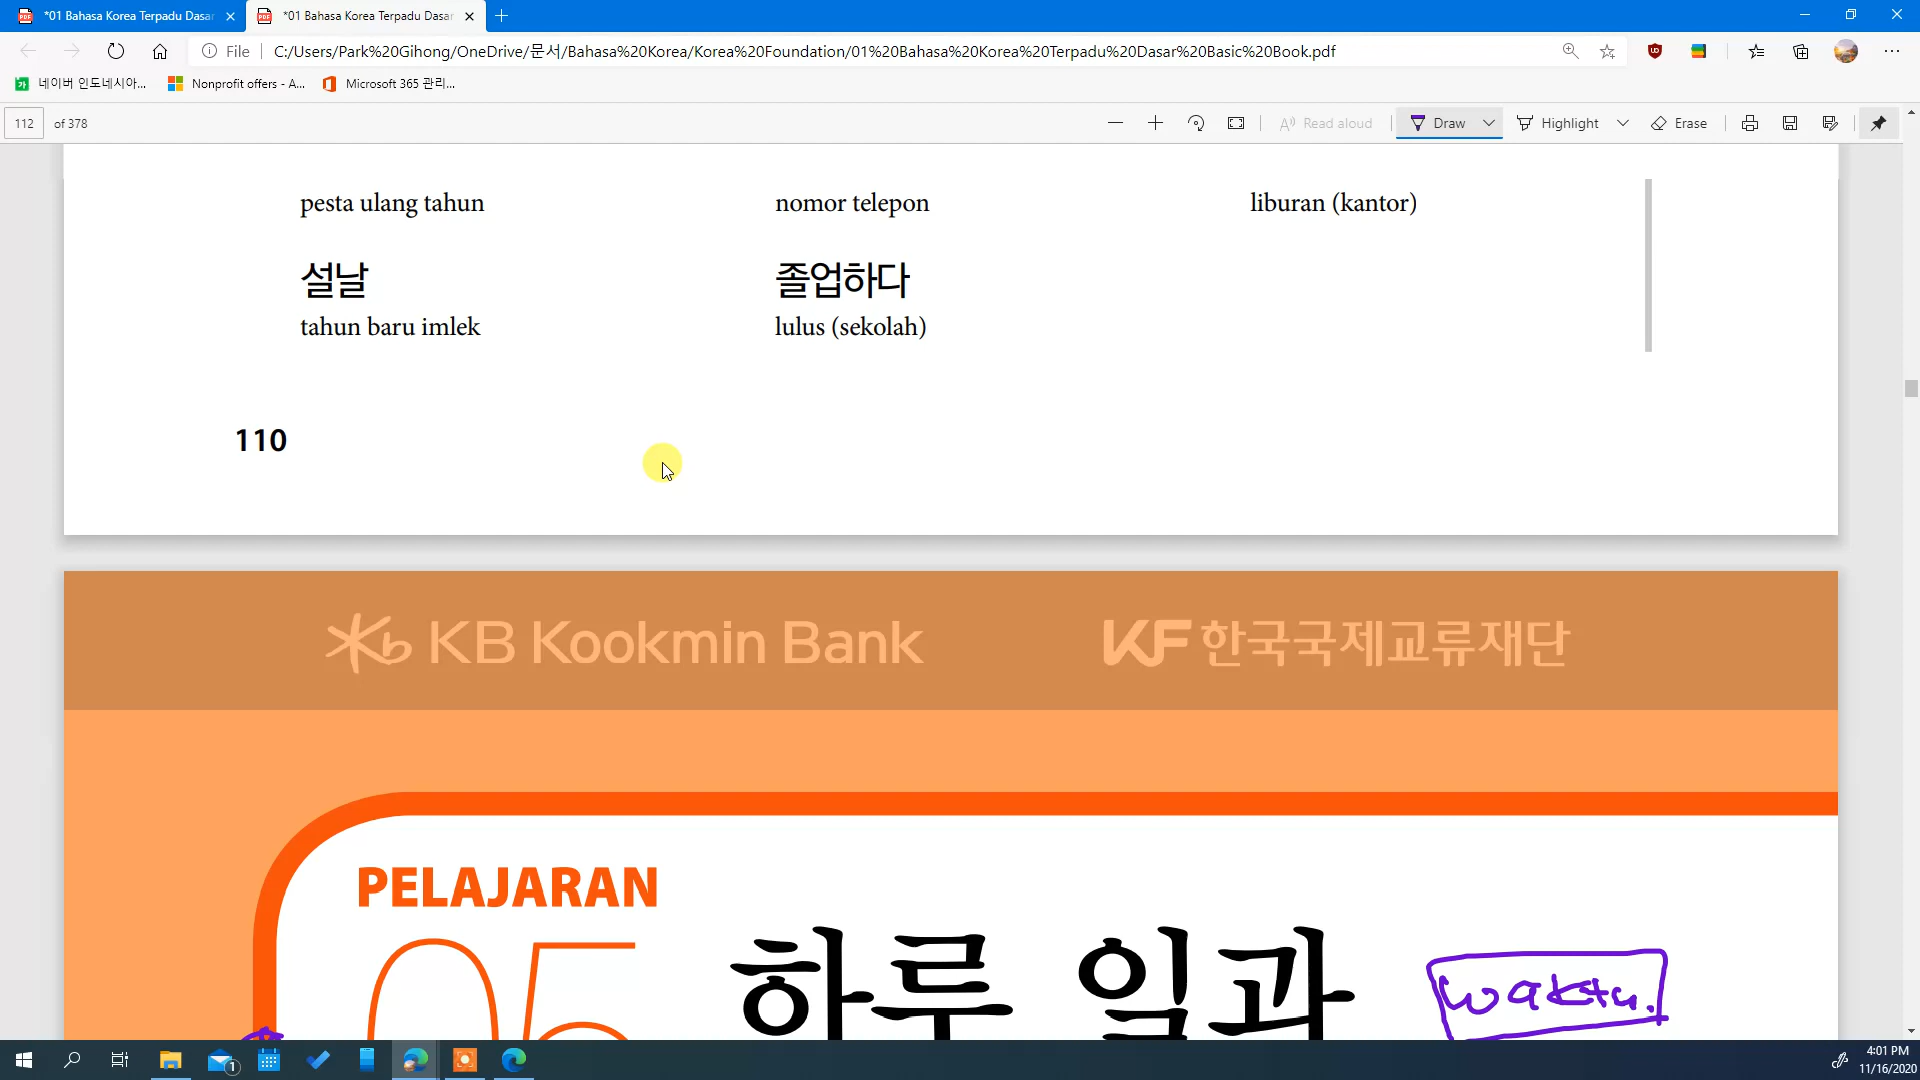 *01 Bahasa Korea Terpadu Dasar
*01 Bahasa Korea Terpadu Dasar
File
C:/Users/Park%20Gihong/OneDrive/문서/Bahasa%20Korea/Korea%20Foundation/01%20Bahasa%20Korea%20Terpadu%20Dasar%20Basic%20Book.pdf
네이버 인도네시아...
Nonprofit offers - A...
Microsoft 365 관리...
112 of 378
Read aloud
Draw
Highlight
Erase
pesta ulang tahun
nomor telepon
liburan (kantor)
설날
졸업하다
tahun baru imlek
lulus (sekolah)
110
KB Kookmin Bank
KF 한국국제교류재단
PELAJARAN
05
하루 일과
waktu.
1
4:01 PM
11/16/2020